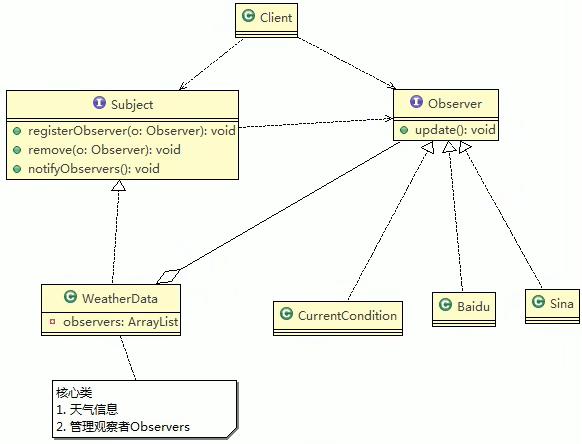 Client
Subject
registerObserver(o: Observer): void
remove(o: Observer): void
notifyObservers(): void
Observer
update(): void
WeatherData
observers: ArrayList
CurrentCondition
Baidu
Sina
核心类
1. 天气信息
2. 管理观察者Observers